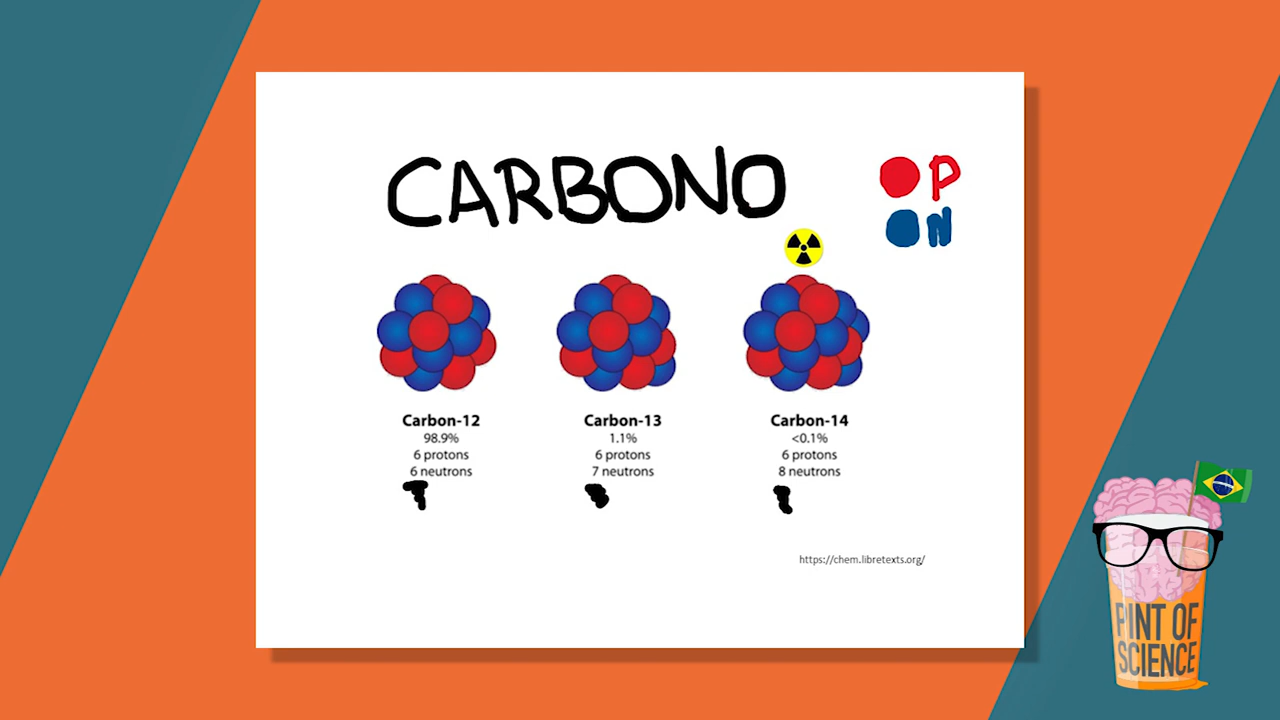 CARBONO
P
N
Carbon-12
98.9%
6 protons
6 neutrons
Carbon-13
1.1%
6 protons
7 neutrons
Carbon-14
<0.1%
6 protons
8 neutrons
https://chem.libretexts.org/
PINT OF
SCIENCE